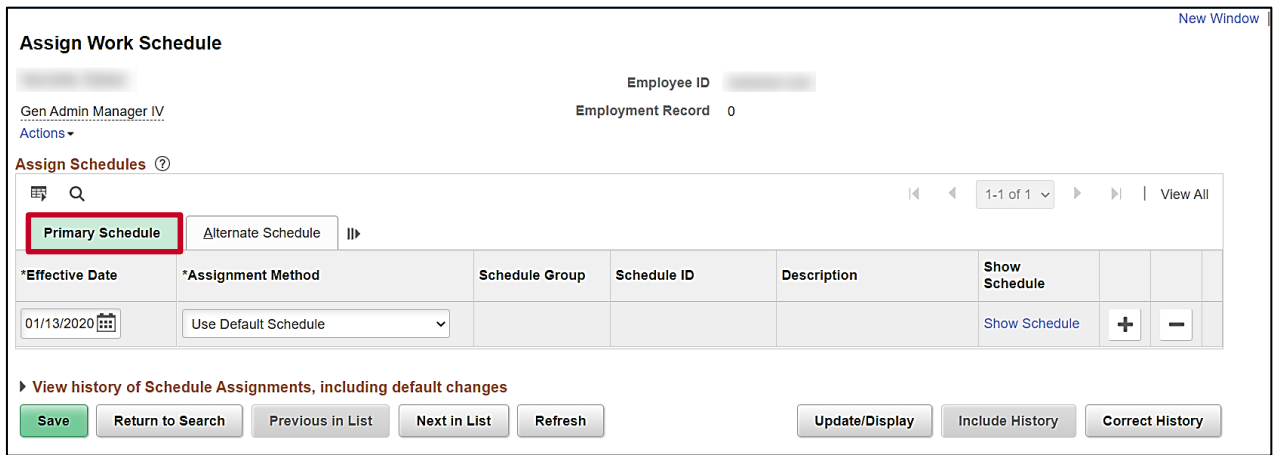 New Window |
Assign Work Schedule
Employee ID
Gen Admin Manager IV
Employment Record 0
Actions
Assign Schedules
1-1 of 1 | View All
Primary Schedule Alternate Schedule
*Effective Date *Assignment Method Schedule Group Schedule ID Description Show Schedule
01/13/2020 Use Default Schedule Show Schedule + −
View history of Schedule Assignments, including default changes
Save Return to Search Previous in List Next in List Refresh Update/Display Include History Correct History